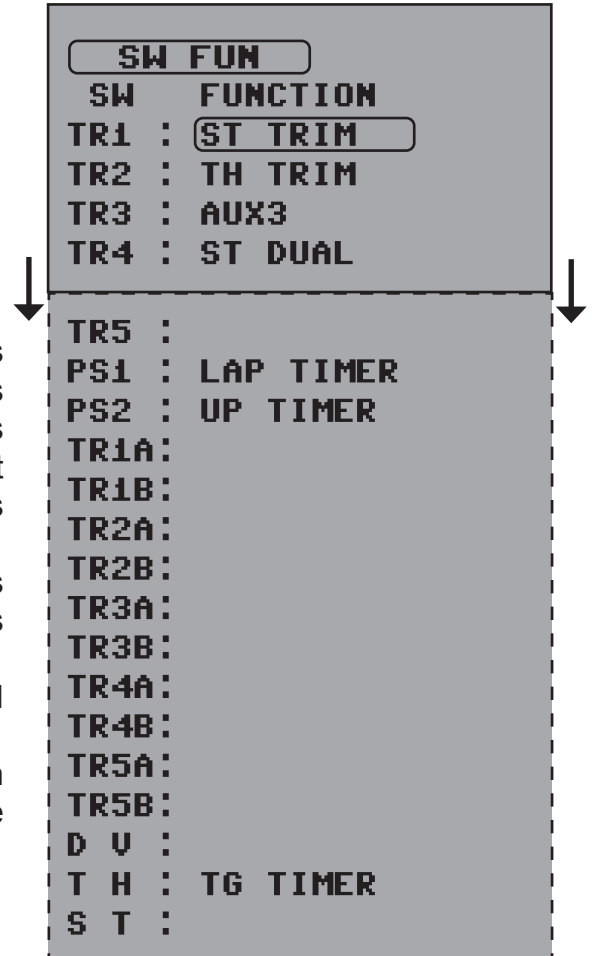 SW FUN
SW FUNCTION
TR1 : ST TRIM
TR2 : TH TRIM
TR3 : AUX3
TR4 : ST DUAL
TR5 :
PS1 : LAP TIMER
PS2 : UP TIMER
TR1A:
TR1B:
TR2A:
TR2B:
TR3A:
TR3B:
TR4A:
TR4B:
TR5A:
TR5B:
D V :
T H : TG TIMER
S T :